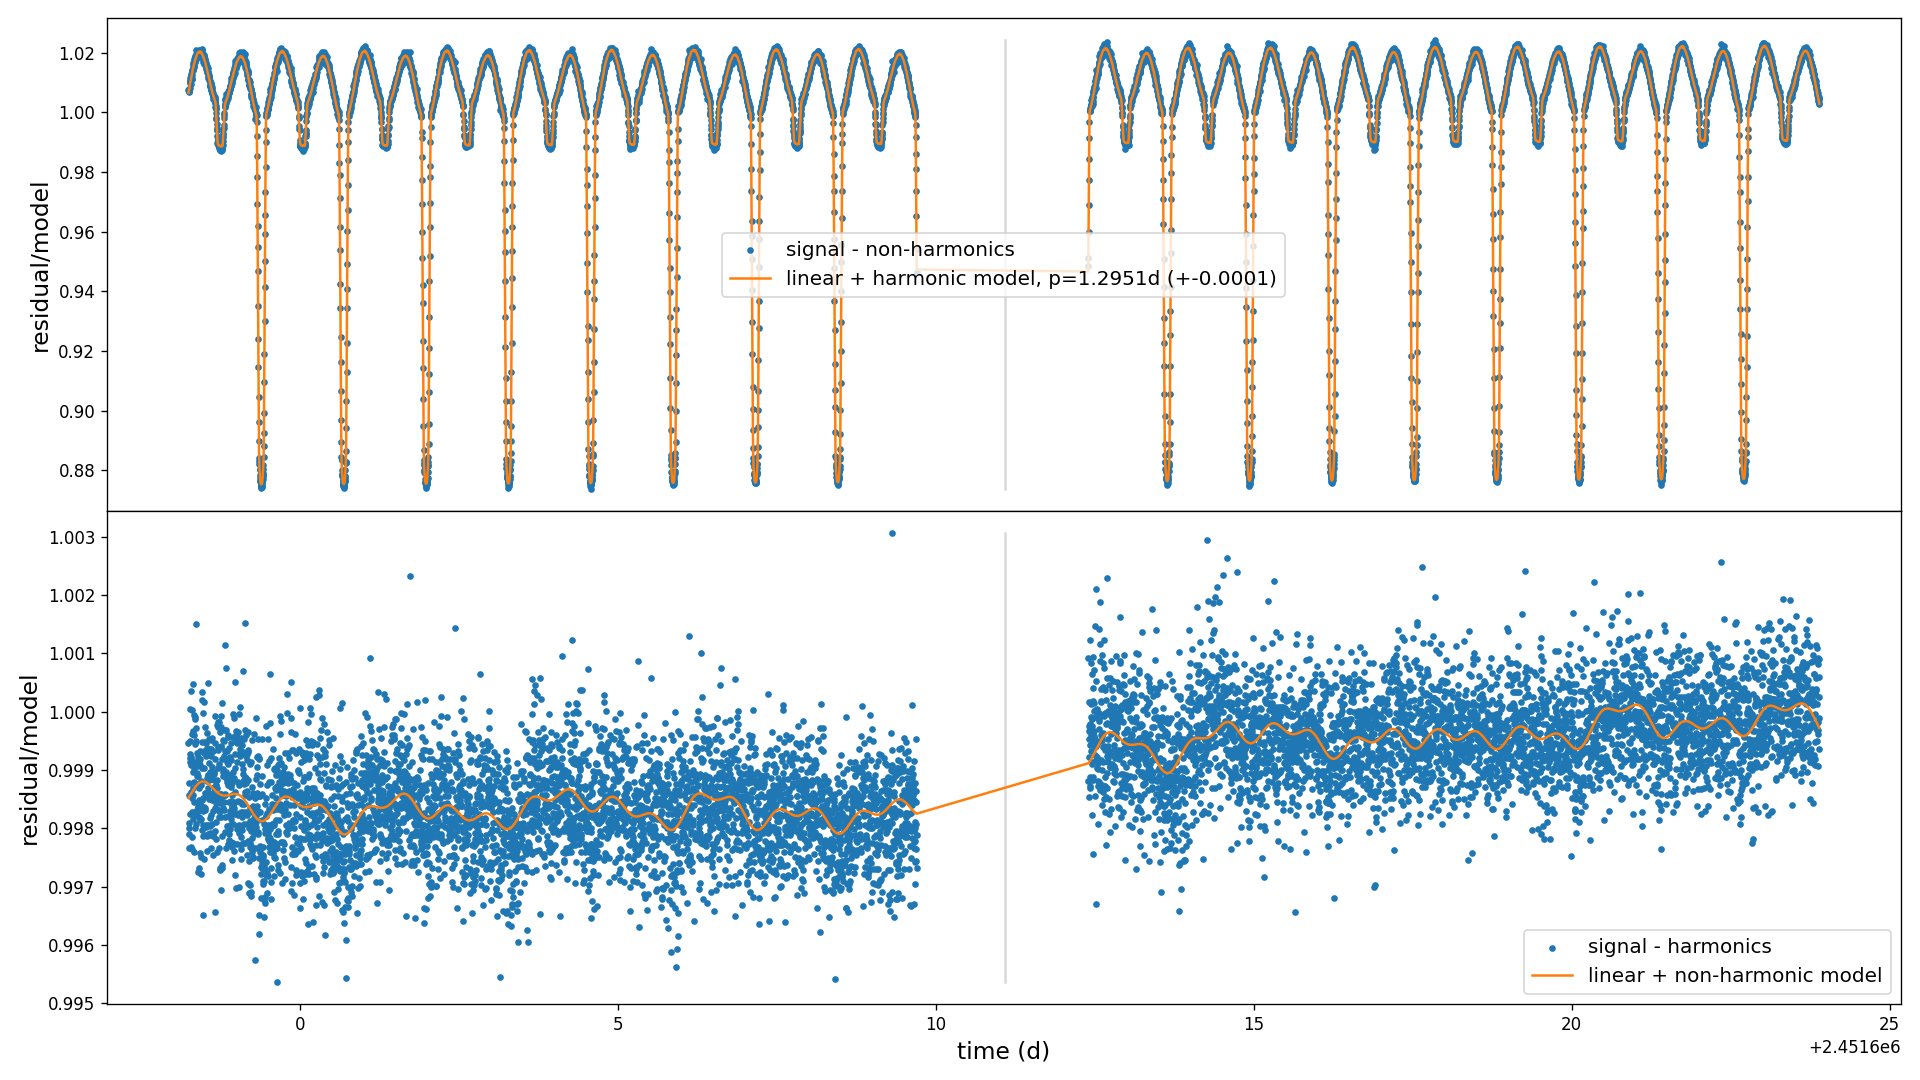 residual/model
1.02
1.00
0.98
0.96
0.94
0.92
0.90
0.88
signal - non-harmonics
linear + harmonic model, p=1.2951d (+-0.0001)
residual/model
1.003
1.002
1.001
1.000
0.999
0.998
0.997
0.996
0.995
signal - harmonics
linear + non-harmonic model
0 5 10 15 20 25
time (d)
+2.4516e6